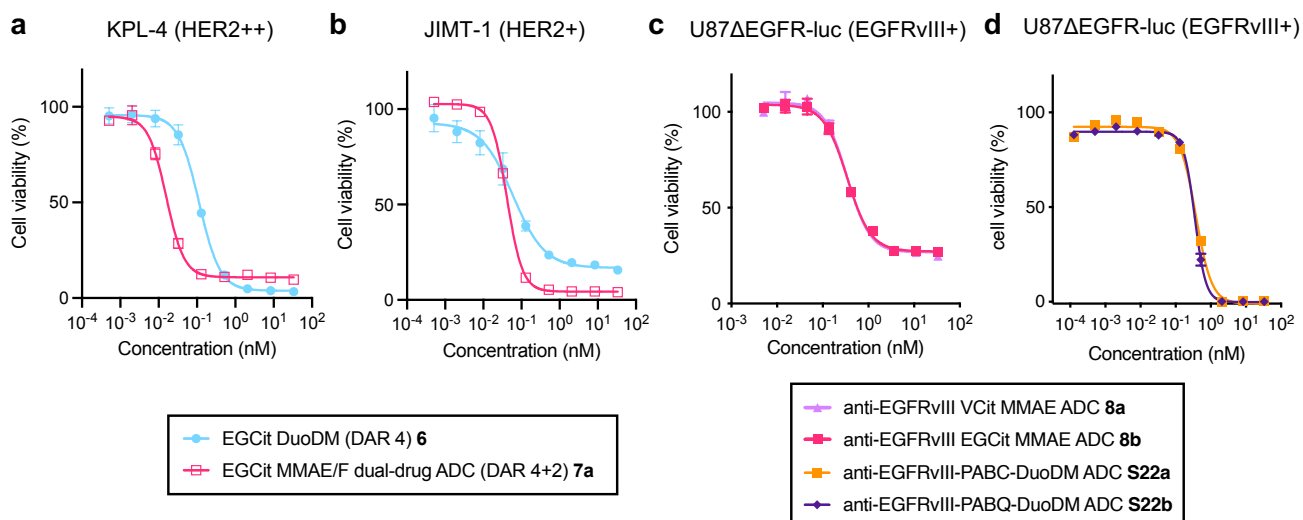 a KPL-4 (HER2++)
Cell viability (%)
100
50
0
10-4 10-3 10-2 10-1 100 101 102
Concentration (nM)
b JIMT-1 (HER2+)
Cell viability (%)
100
50
0
10-4 10-3 10-2 10-1 100 101 102
Concentration (nM)
c U87ΔEGFR-luc (EGFRvIII+)
Cell viability (%)
100
50
0
10-3 10-2 10-1 100 101 102
Concentration (nM)
d U87ΔEGFR-luc (EGFRvIII+)
cell viability (%)
100
50
0
10-4 10-3 10-2 10-1 100 101 102
Concentration (nM)
EGCit DuoDM (DAR 4) 6
EGCit MMAE/F dual-drug ADC (DAR 4+2) 7a
anti-EGFRvIII VCit MMAE ADC 8a
anti-EGFRvIII EGCit MMAE ADC 8b
anti-EGFRvIII-PABC-DuoDM ADC S22a
anti-EGFRvIII-PABQ-DuoDM ADC S22b